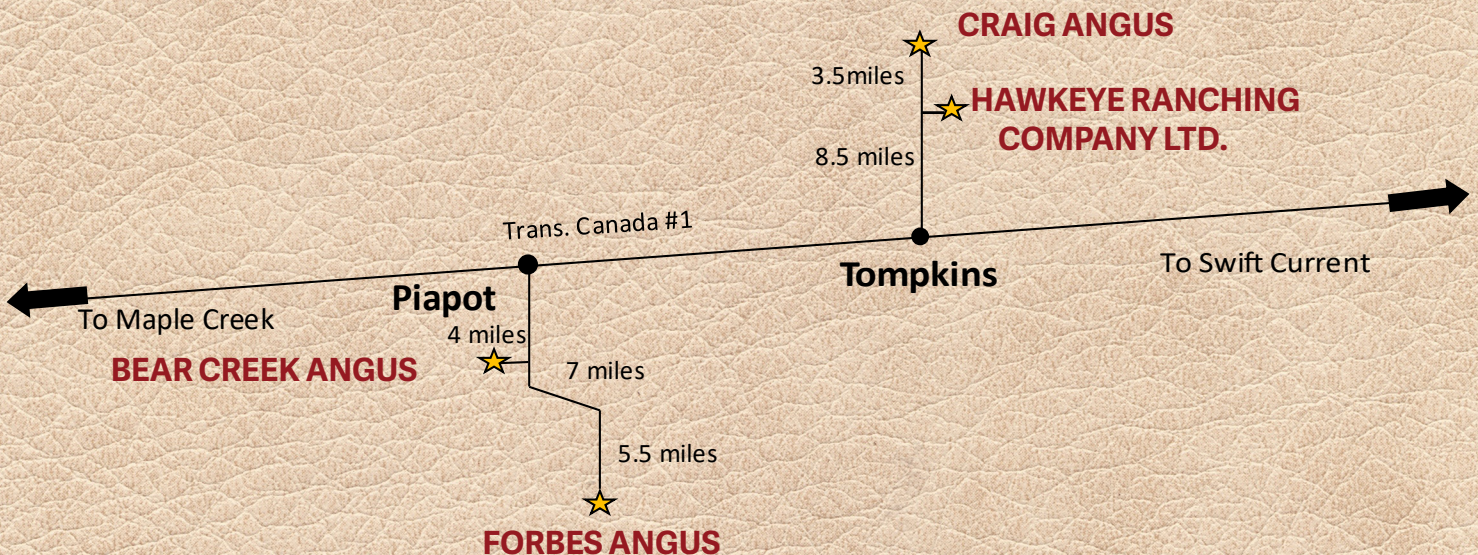 CRAIG ANGUS
3.5miles
HAWKEYE RANCHING
COMPANY LTD.
8.5 miles
Trans. Canada #1
Tompkins
To Swift Current
Piapot
To Maple Creek
4 miles
BEAR CREEK ANGUS
7 miles
5.5 miles
FORBES ANGUS